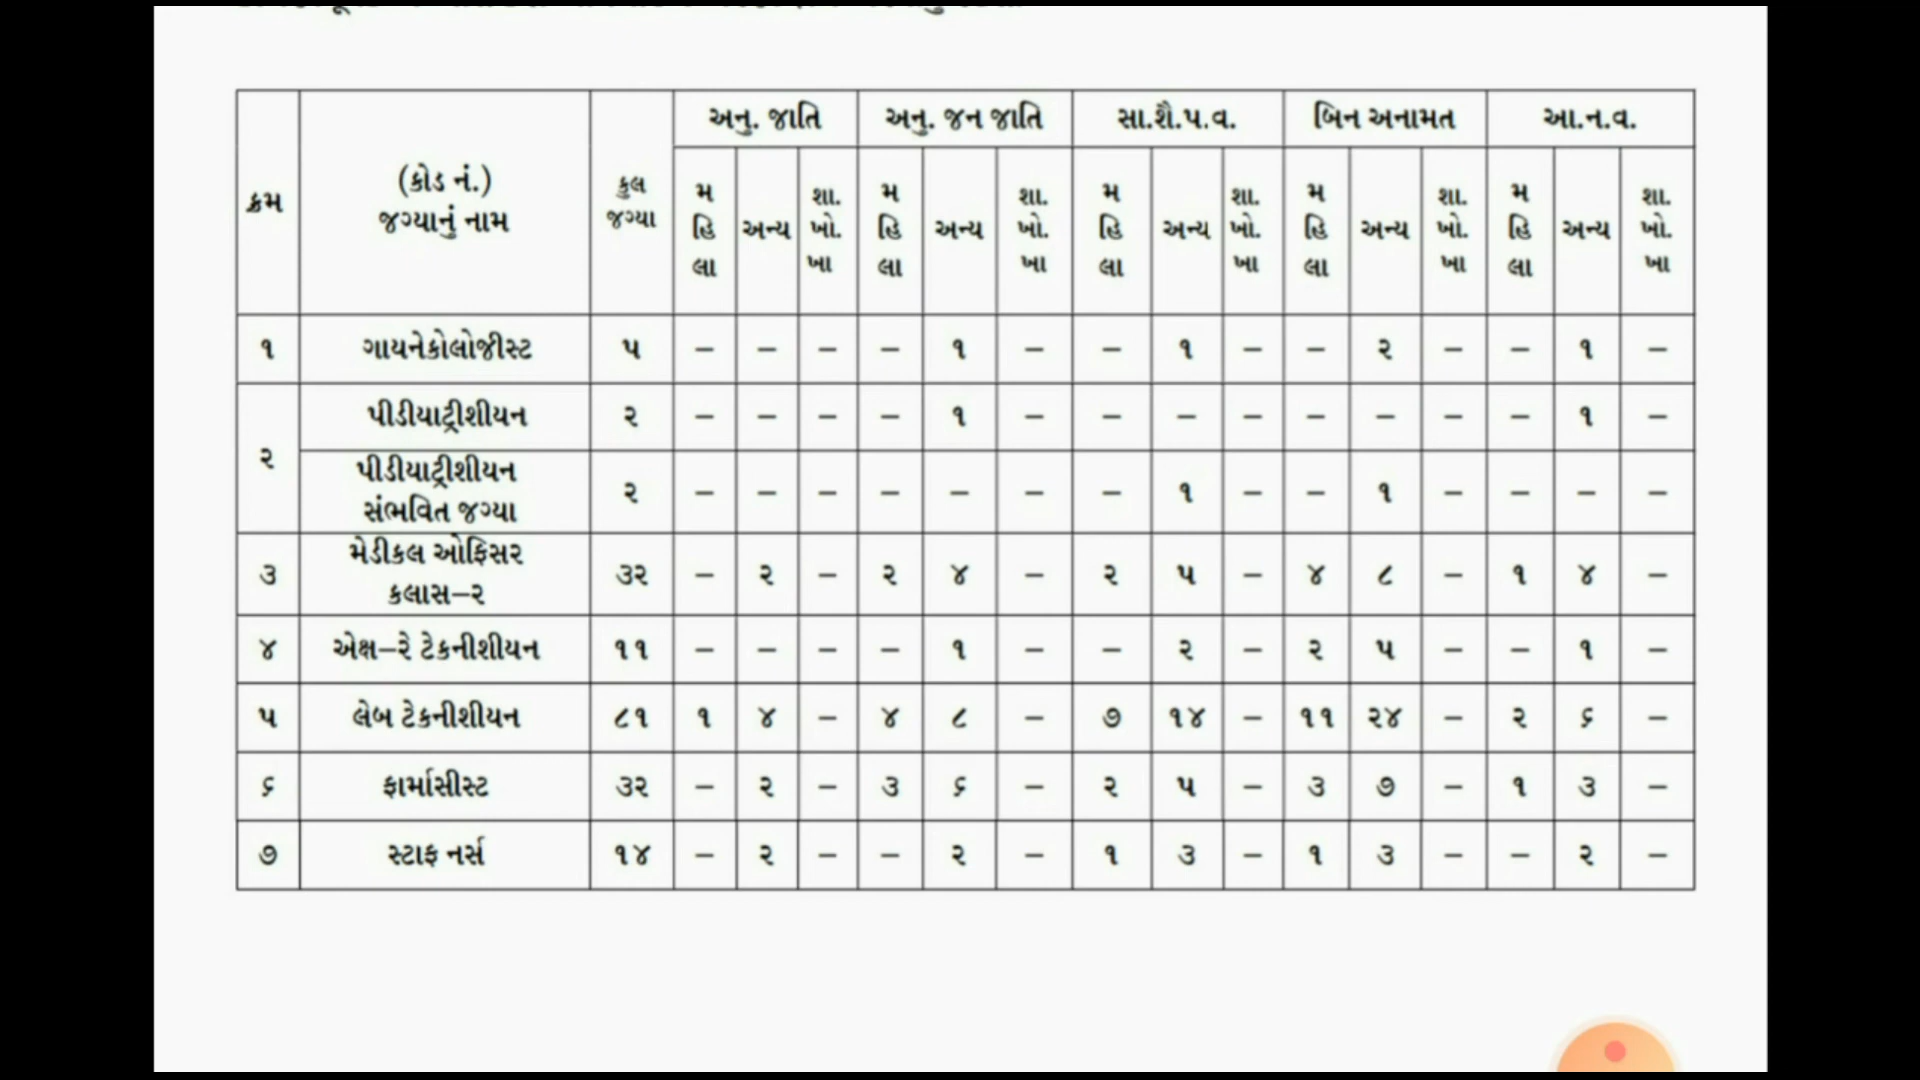 અનુ. જાતિ અનુ. જન જાતિ સા.શૈ.પ.વ. બિન અનામત આ.ન.વ.
ક્રમ (કોડ નં.) જગ્યાનું નામ કુલ જગ્યા મહિલા અન્ય શા.ખો.ખા મહિલા અન્ય શા.ખો.ખા મહિલા અન્ય શા.ખો.ખા મહિલા અન્ય શા.ખો.ખા મહિલા અન્ય શા.ખો.ખા
૧ ગાયનેકોલોજીસ્ટ ૫ – – – – ૧ – – ૧ – – ૨ – – ૧ –
૨ પીડીયાટ્રીશીયન ૨ – – – – ૧ – – – – – – – – ૧ –
પીડીયાટ્રીશીયન સંભવિત જગ્યા ૨ – – – – – – – ૧ – – ૧ – – – –
૩ મેડીકલ ઓફિસર કલાસ–૨ ૩૨ – ૨ – ૨ ૪ – ૨ ૫ – ૪ ૮ – ૧ ૪ –
૪ એક્ષ–રે ટેકનીશીયન ૧૧ – – – – ૧ – – ૨ – ૨ ૫ – – ૧ –
૫ લેબ ટેકનીશીયન ૮૧ ૧ ૪ – ૪ ૮ – ૭ ૧૪ – ૧૧ ૨૪ – ૨ ૬ –
૬ ફાર્માસીસ્ટ ૩૨ – ૨ – ૩ ૬ – ૨ ૫ – ૩ ૭ – ૧ ૩ –
૭ સ્ટાફ નર્સ ૧૪ – ૨ – – ૨ – ૧ ૩ – ૧ ૩ – – ૨ –